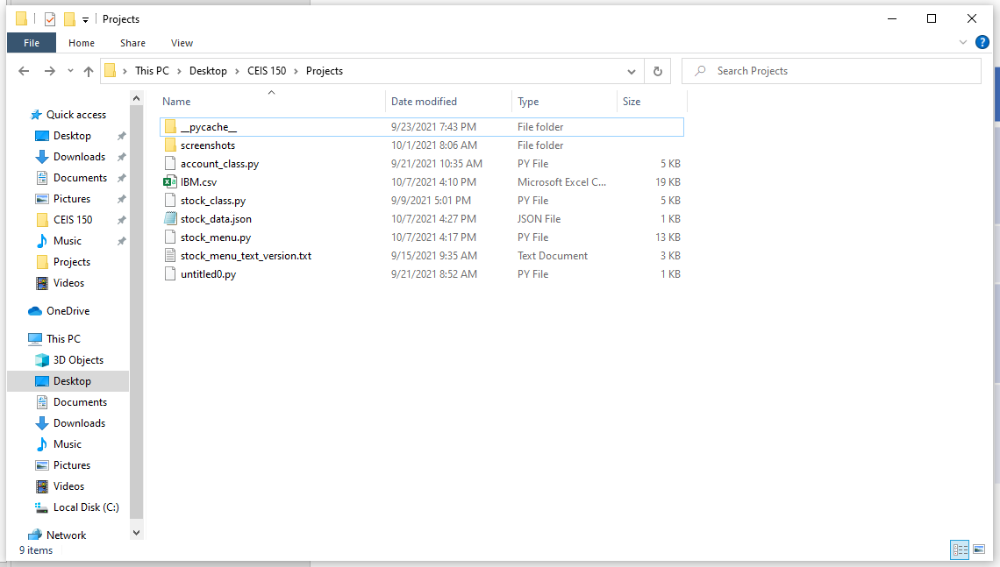 Projects
File Home Share View
This PC > Desktop > CEIS 150 > Projects
Search Projects
Name Date modified Type Size
__pycache__ 9/23/2021 7:43 PM File folder
screenshots 10/1/2021 8:06 AM File folder
account_class.py 9/21/2021 10:35 AM PY File 5 KB
IBM.csv 10/7/2021 4:10 PM Microsoft Excel C... 19 KB
stock_class.py 9/9/2021 5:01 PM PY File 5 KB
stock_data.json 10/7/2021 4:27 PM JSON File 1 KB
stock_menu.py 10/7/2021 4:17 PM PY File 13 KB
stock_menu_text_version.txt 9/15/2021 9:35 AM Text Document 3 KB
untitled0.py 9/21/2021 8:52 AM PY File 1 KB
Quick access
Desktop
Downloads
Documents
Pictures
CEIS 150
Music
Projects
Videos
OneDrive
This PC
3D Objects
Desktop
Documents
Downloads
Music
Pictures
Videos
Local Disk (C:)
Network
9 items